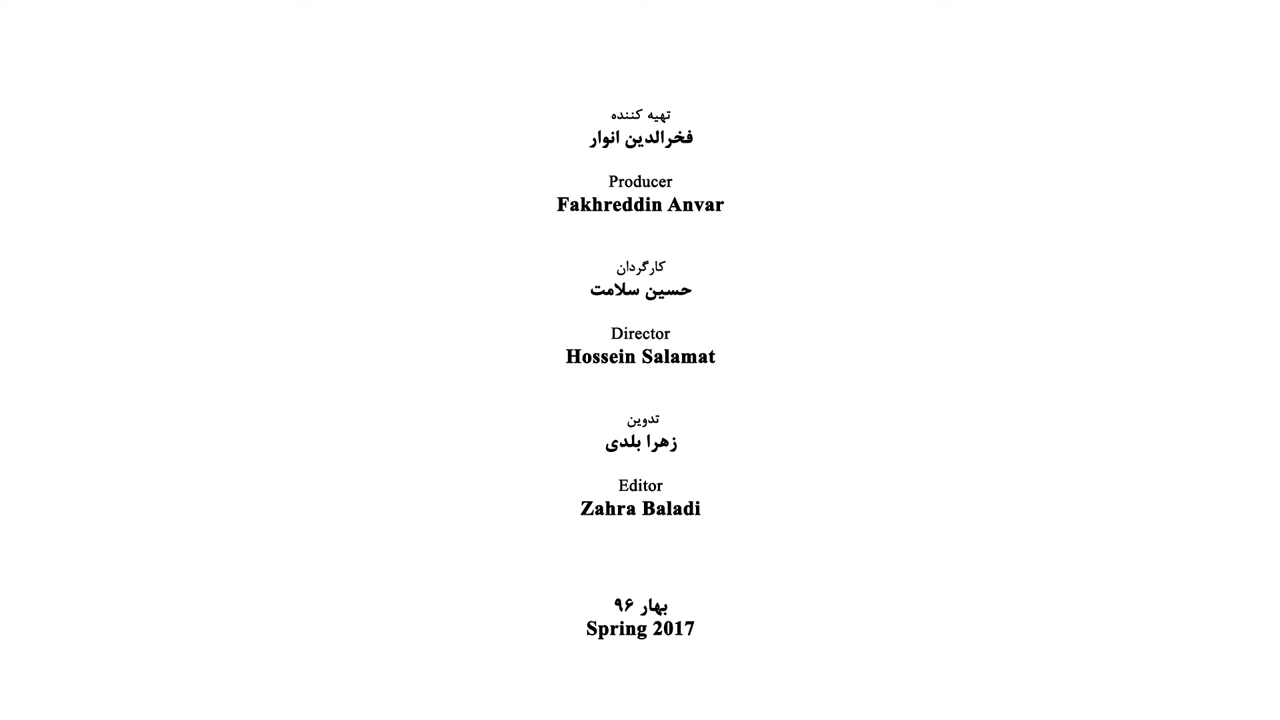 تهیه کننده
فخرالدین انوار
Producer
Fakhreddin Anvar
کارگردان
حسین سلامت
Director
Hossein Salamat
تدوین
زهرا بلدی
Editor
Zahra Baladi
بهار ۹۶
Spring 2017